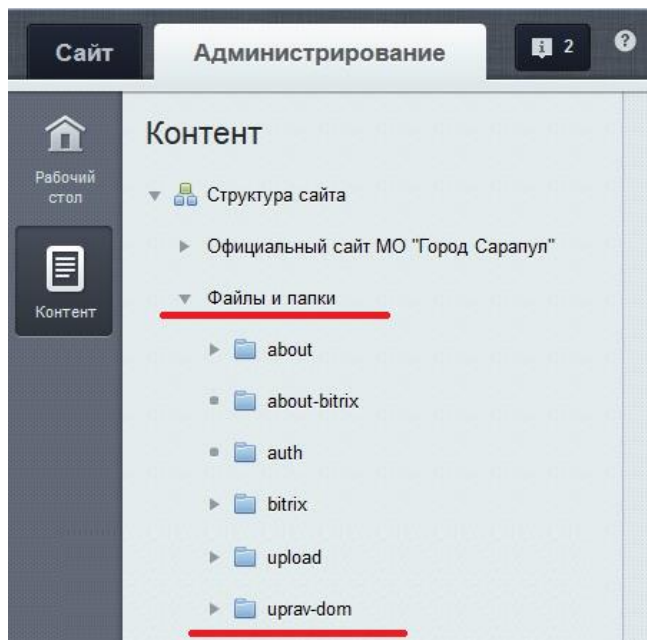 Сайт
Администрирование
2
?
Рабочий
стол
Контент
Контент
Структура сайта
Официальный сайт МО "Город Сарапул"
Файлы и папки
about
about-bitrix
auth
bitrix
upload
uprav-dom